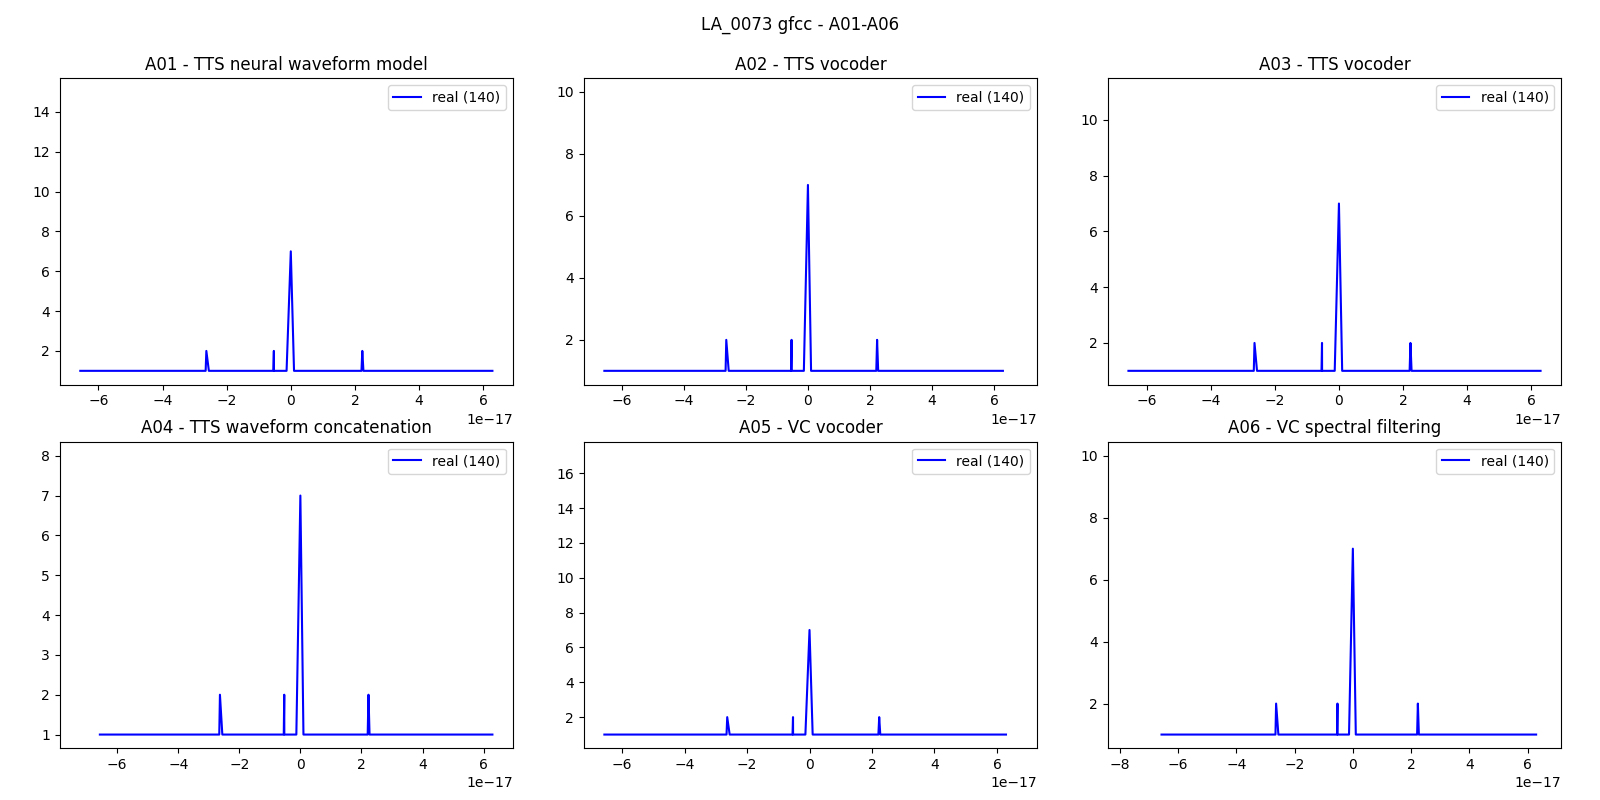 LA_0073 gfcc - A01-A06
A01 - TTS neural waveform model
real (140)
14
12
10
8
6
4
2
−6 −4 −2 0 2 4 6
1e−17
A02 - TTS vocoder
real (140)
10
8
6
4
2
−6 −4 −2 0 2 4 6
1e−17
A03 - TTS vocoder
real (140)
10
8
6
4
2
−6 −4 −2 0 2 4 6
1e−17
A04 - TTS waveform concatenation
real (140)
8
7
6
5
4
3
2
1
−6 −4 −2 0 2 4 6
1e−17
A05 - VC vocoder
real (140)
16
14
12
10
8
6
4
2
−6 −4 −2 0 2 4 6
1e−17
A06 - VC spectral filtering
real (140)
10
8
6
4
2
−8 −6 −4 −2 0 2 4 6
1e−17